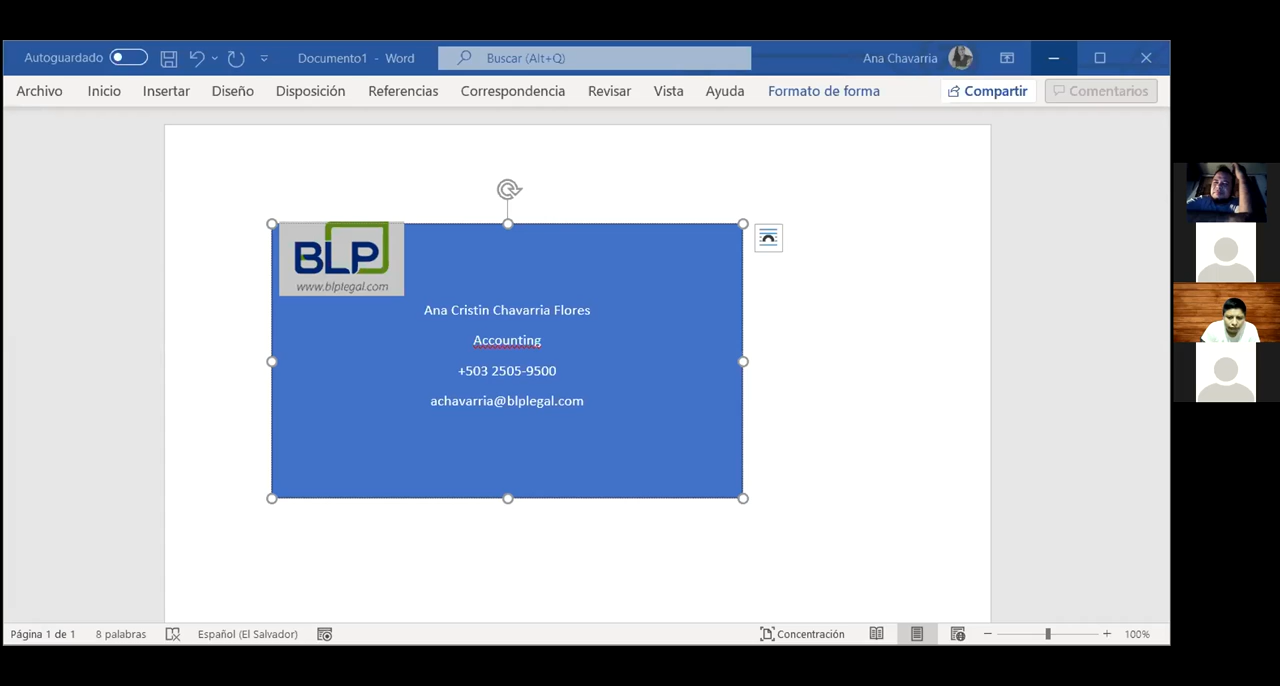 Autoguardado
Documento1 - Word
Buscar (Alt+Q)
Ana Chavarria
Archivo Inicio Insertar Diseño Disposición Referencias Correspondencia Revisar Vista Ayuda Formato de forma Compartir Comentarios
BLP
www.blplegal.com
Ana Cristin Chavarria Flores
Accounting
+503 2505-9500
achavarria@blplegal.com
Página 1 de 1 8 palabras Español (El Salvador) Concentración 100%